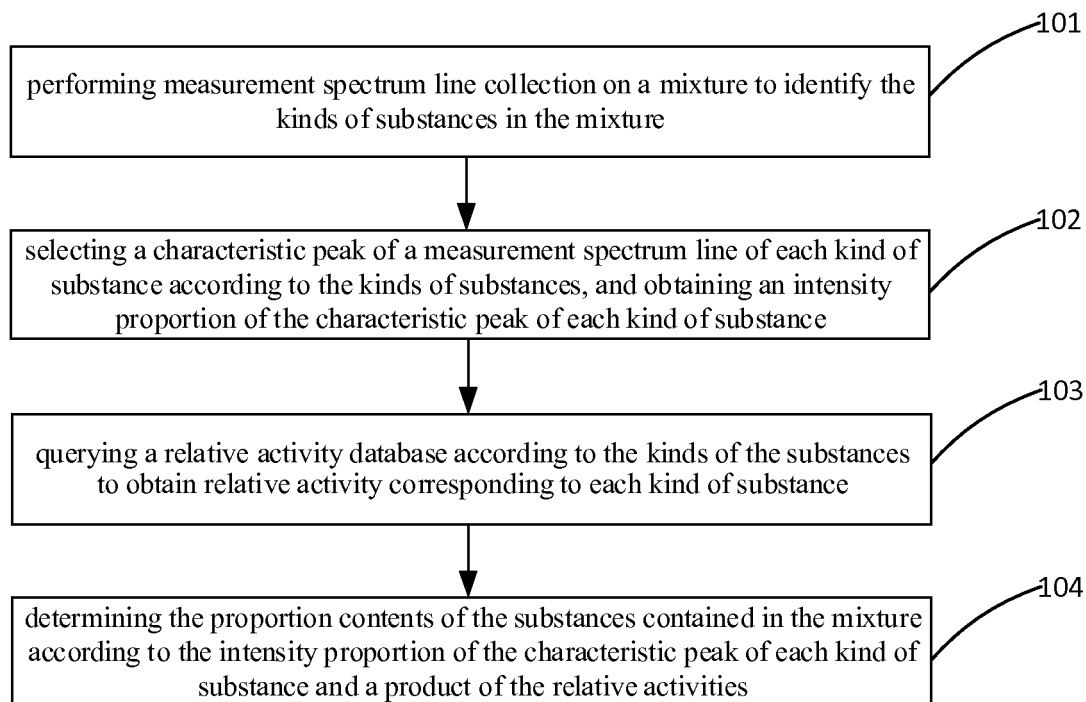 101
performing measurement spectrum line collection on a mixture to identify the
kinds of substances in the mixture
102
selecting a characteristic peak of a measurement spectrum line of each kind of
substance according to the kinds of substances, and obtaining an intensity
proportion of the characteristic peak of each kind of substance
103
querying a relative activity database according to the kinds of the substances
to obtain relative activity corresponding to each kind of substance
104
determining the proportion contents of the substances contained in the mixture
according to the intensity proportion of the characteristic peak of each kind of
substance and a product of the relative activities